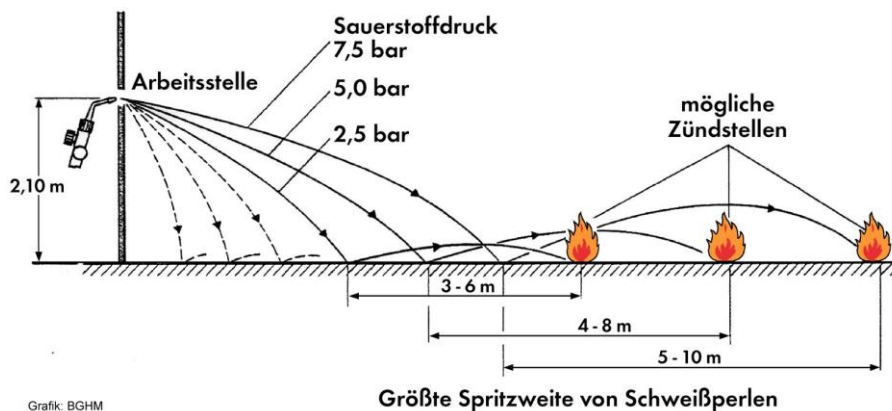 Sauerstoffdruck
7,5 bar
Arbeitsstelle
5,0 bar
2,5 bar
mögliche
Zündstellen
2,10 m
3 - 6 m
4 - 8 m
5 - 10 m
Größte Spritzweite von Schweißperlen
Grafik: BGHM